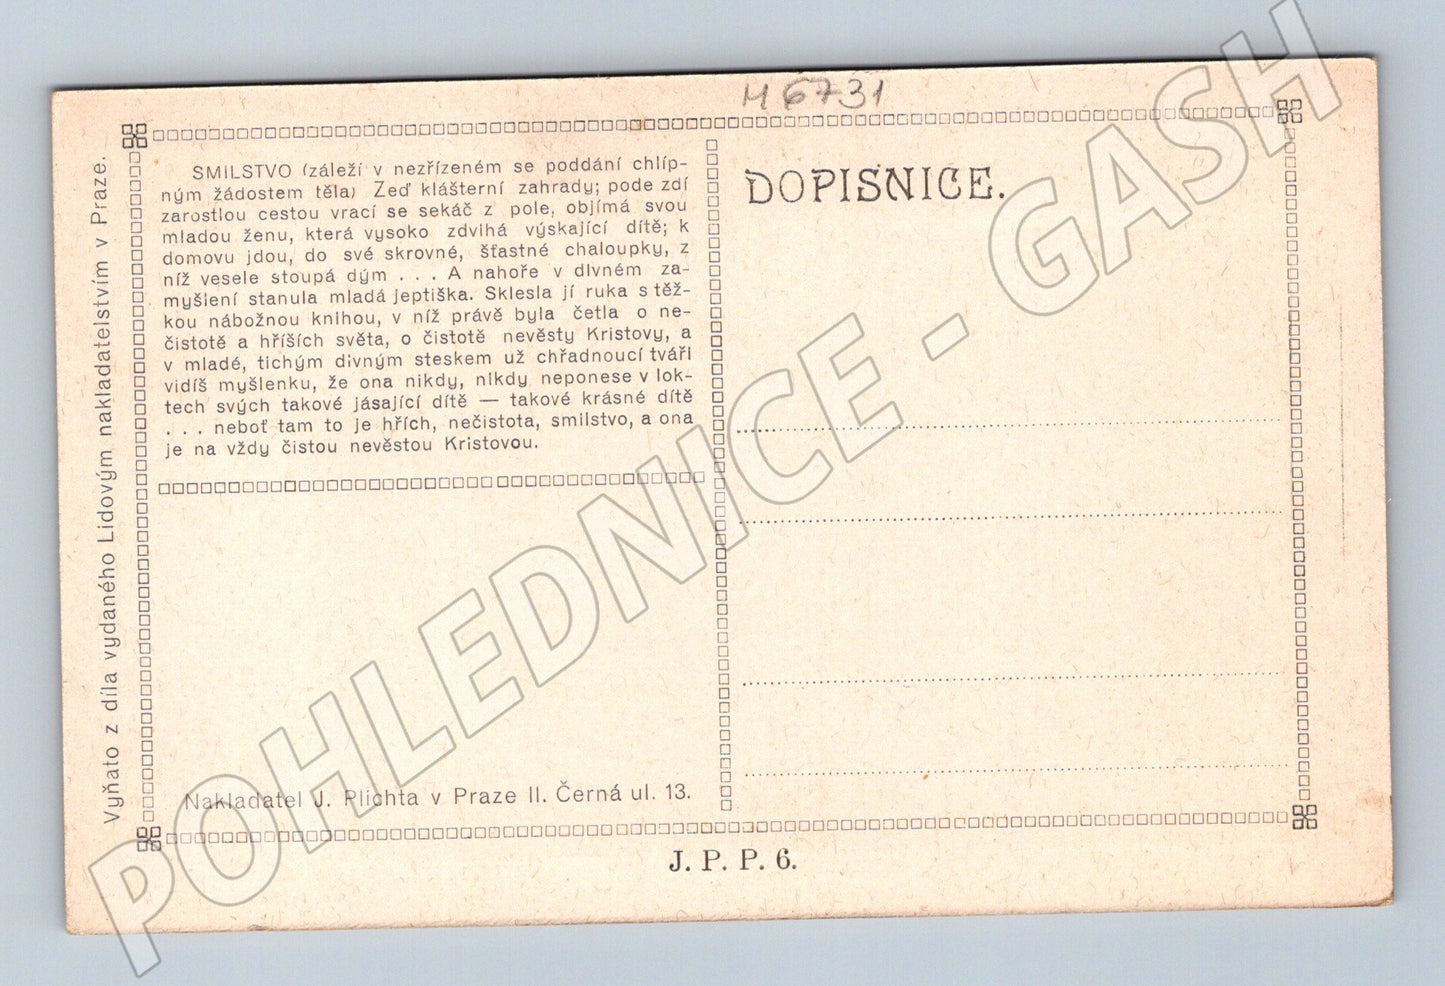 M 6731
SMILSTVO (záleží v nezřízeném se poddání chlíp-
ným žádostem těla) Zeď klášterní zahrady; pode zdí
zarostlou cestou vrací se sekáč z pole, objímá svou
mladou ženu, která vysoko zdvihá výskající dítě; k
domovu jdou, do své skrovné, šťastné chaloupky, z
níž vesele stoupá dým . . . A nahoře v divném za-
myšlení stanula mladá jeptiška. Sklesla jí ruka s těž-
kou nábožnou knihou, v níž právě byla četla o ne-
čistotě a hříších světa, o čistotě nevěsty Kristovy, a
v mladé, tichým divným steskem už chřadnoucí tváři
vidíš myšlenku, že ona nikdy, nikdy neponese v lok-
tech svých takové jásající dítě — takové krásné dítě
. . . neboť tam to je hřích, nečistota, smilstvo, a ona
je na vždy čistou nevěstou Kristovou.
DOPISNICE.
Vyňato z díla vydaného Lidovým nakladatelstvím v Praze.
Nakladatel J. Plichta v Praze II. Černá ul. 13.
J. P. P. 6.
POHLEDNICE - GASH